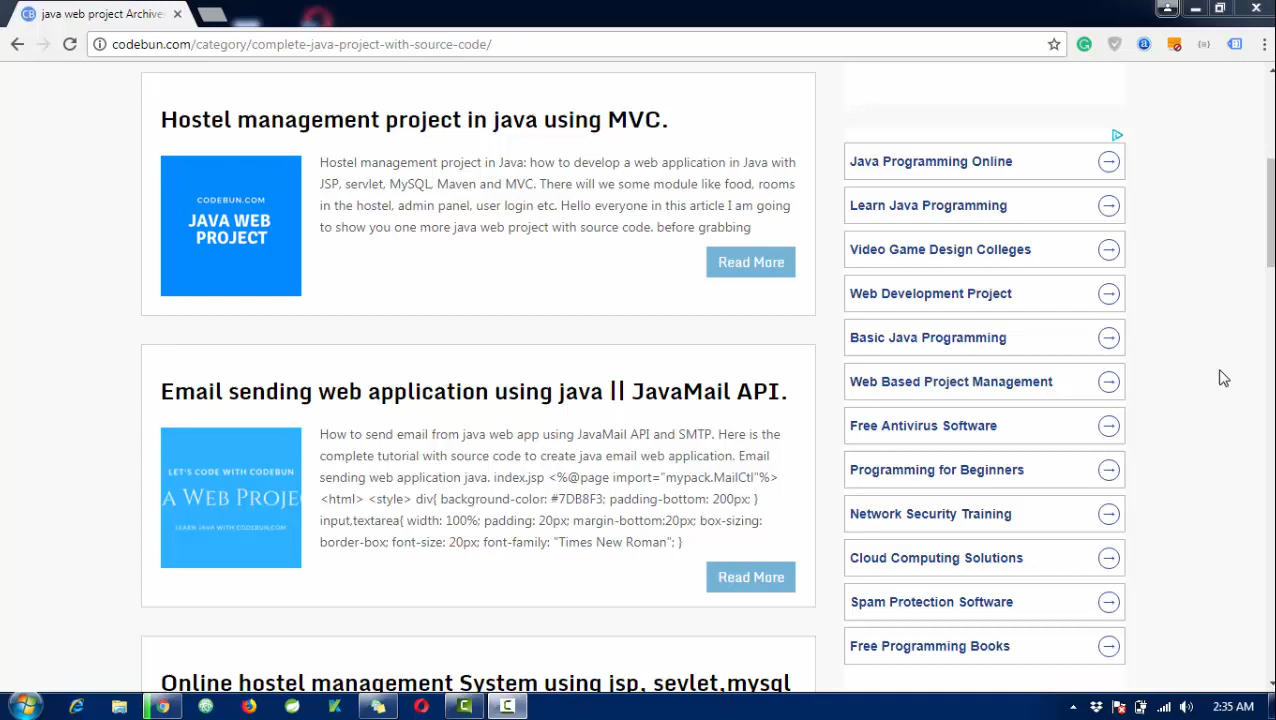 java web project Archive
codebun.com/category/complete-java-project-with-source-code/
Hostel management project in java using MVC.
CODEBUN.COM
JAVA WEB
PROJECT
Hostel management project in Java: how to develop a web application in Java with
JSP, servlet, MySQL, Maven and MVC. There will we some module like food, rooms
in the hostel, admin panel, user login etc. Hello everyone in this article I am going
to show you one more java web project with source code. before grabbing
Read More
Email sending web application using java || JavaMail API.
LET'S CODE WITH CODEBUN
A WEB PROJEC
LEARN JAVA WITH CODEBUN.COM
How to send email from java web app using JavaMail API and SMTP. Here is the
complete tutorial with source code to create java email web application. Email
sending web application java. index.jsp <%@page import="mypack.MailCtl"%>
<html> <style> div{ background-color: #7DB8F3; padding-bottom: 200px; }
input,textarea{ width: 100%; padding: 20px; margin-bottom:20px; box-sizing:
border-box; font-size: 20px; font-family: "Times New Roman"; }
Read More
Online hostel management System using jsp, sevlet,mysql
Java Programming Online
Learn Java Programming
Video Game Design Colleges
Web Development Project
Basic Java Programming
Web Based Project Management
Free Antivirus Software
Programming for Beginners
Network Security Training
Cloud Computing Solutions
Spam Protection Software
Free Programming Books
2:35 AM